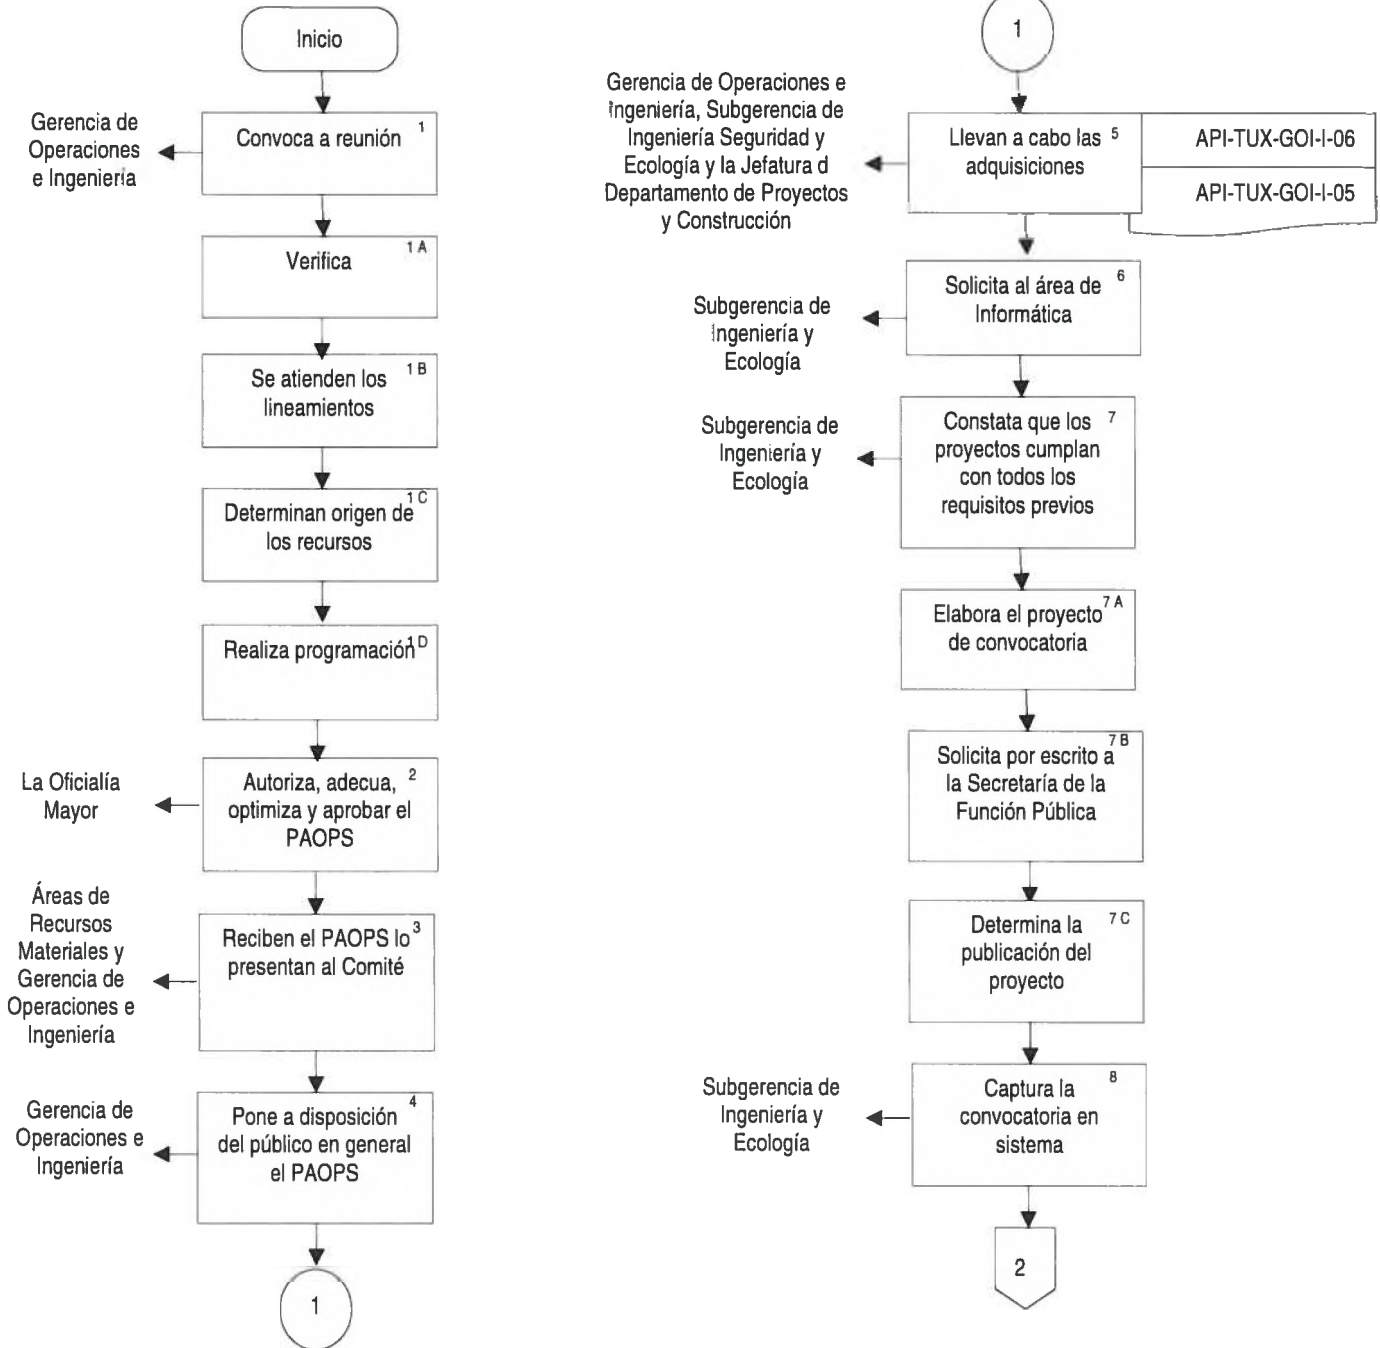 Inicio
Gerencia de
Operaciones
e Ingeniería
Convoca a reunión 1
Verifica 1 A
Se atienden los 1 B
lineamientos
Determinan origen de 1 C
los recursos
Realiza programación 1 D
La Oficialía
Mayor
Autoriza, adecua, 2
optimiza y aprobar el
PAOPS
Áreas de
Recursos
Materiales y
Gerencia de
Operaciones e
Ingeniería
Reciben el PAOPS lo 3
presentan al Comité
Gerencia de
Operaciones e
Ingeniería
Pone a disposición 4
del público en general
el PAOPS
1
1
Gerencia de Operaciones e
Ingeniería, Subgerencia de
Ingeniería Seguridad y
Ecología y la Jefatura d
Departamento de Proyectos
y Construcción
Llevan a cabo las 5
adquisiciones
API-TUX-GOI-I-06
API-TUX-GOI-I-05
Subgerencia de
Ingeniería y
Ecología
Solicita al área de 6
Informática
Subgerencia de
Ingeniería y
Ecología
Constata que los 7
proyectos cumplan
con todos los
requisitos previos
Elabora el proyecto 7 A
de convocatoria
7 B
Solicita por escrito a
la Secretaría de la
Función Pública
Determina la 7 C
publicación del
proyecto
Subgerencia de
Ingeniería y
Ecología
Captura la 8
convocatoria en
sistema
2